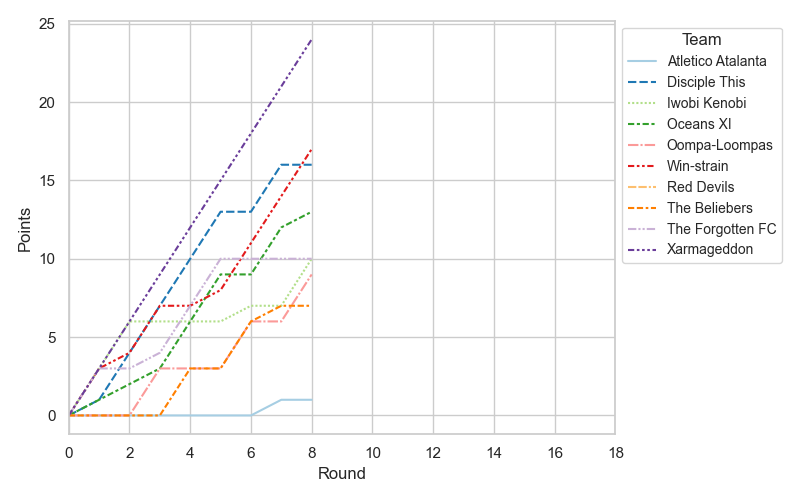 25
20
15
10
5
0
Points
0 2 4 6 8 10 12 14 16 18
Round
Team
Atletico Atalanta
Disciple This
Iwobi Kenobi
Oceans XI
Oompa-Loompas
Win-strain
Red Devils
The Beliebers
The Forgotten FC
Xarmageddon